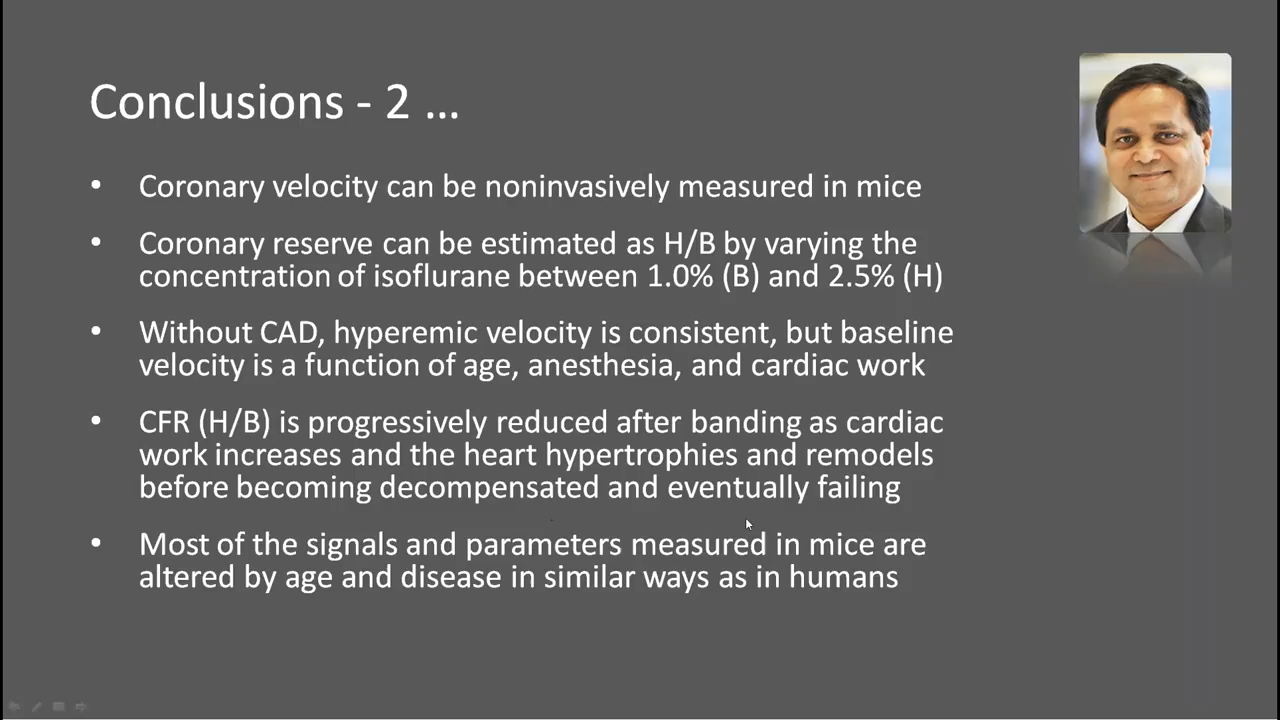 Conclusions - 2 ...
• Coronary velocity can be noninvasively measured in mice
• Coronary reserve can be estimated as H/B by varying the
concentration of isoflurane between 1.0% (B) and 2.5% (H)
• Without CAD, hyperemic velocity is consistent, but baseline
velocity is a function of age, anesthesia, and cardiac work
• CFR (H/B) is progressively reduced after banding as cardiac
work increases and the heart hypertrophies and remodels
before becoming decompensated and eventually failing
• Most of the signals and parameters measured in mice are
altered by age and disease in similar ways as in humans